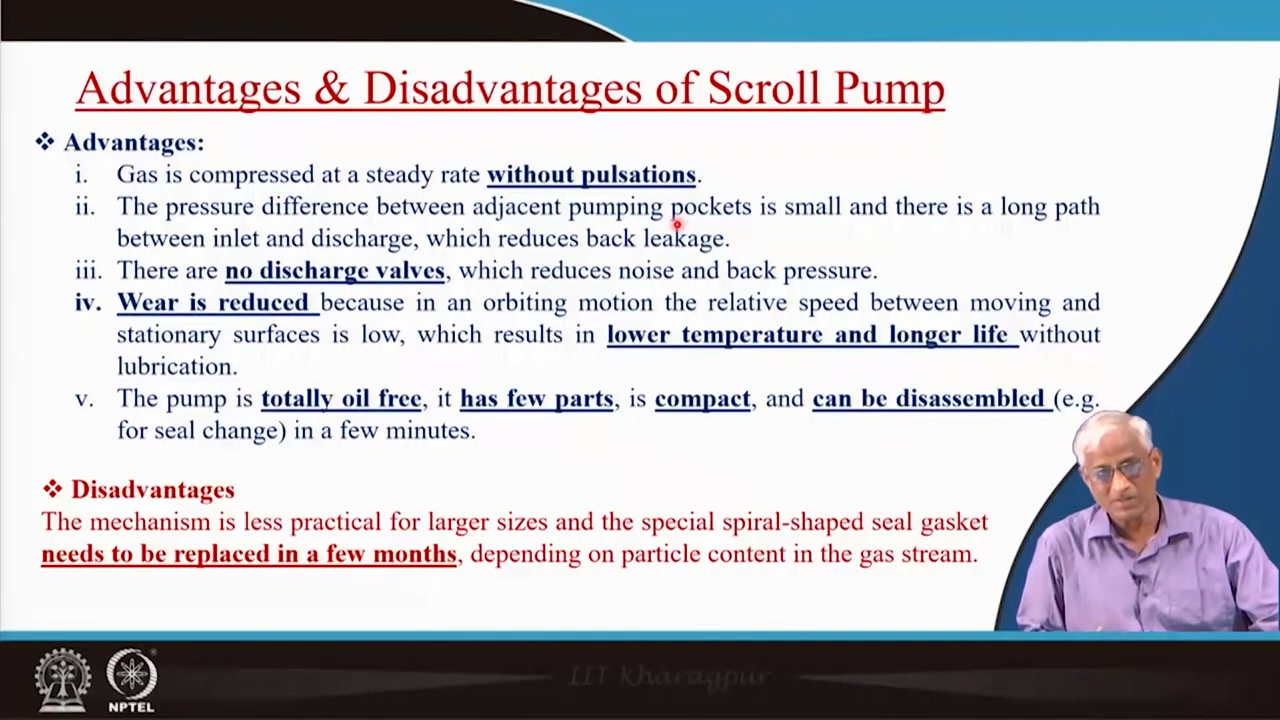 Advantages & Disadvantages of Scroll Pump
❖ Advantages:
i. Gas is compressed at a steady rate without pulsations.
ii. The pressure difference between adjacent pumping pockets is small and there is a long path
between inlet and discharge, which reduces back leakage.
iii. There are no discharge valves, which reduces noise and back pressure.
iv. Wear is reduced because in an orbiting motion the relative speed between moving and
stationary surfaces is low, which results in lower temperature and longer life without
lubrication.
v. The pump is totally oil free, it has few parts, is compact, and can be disassembled (e.g.
for seal change) in a few minutes.
❖ Disadvantages
The mechanism is less practical for larger sizes and the special spiral-shaped seal gasket
needs to be replaced in a few months, depending on particle content in the gas stream.
IIT Kharagpur
NPTEL